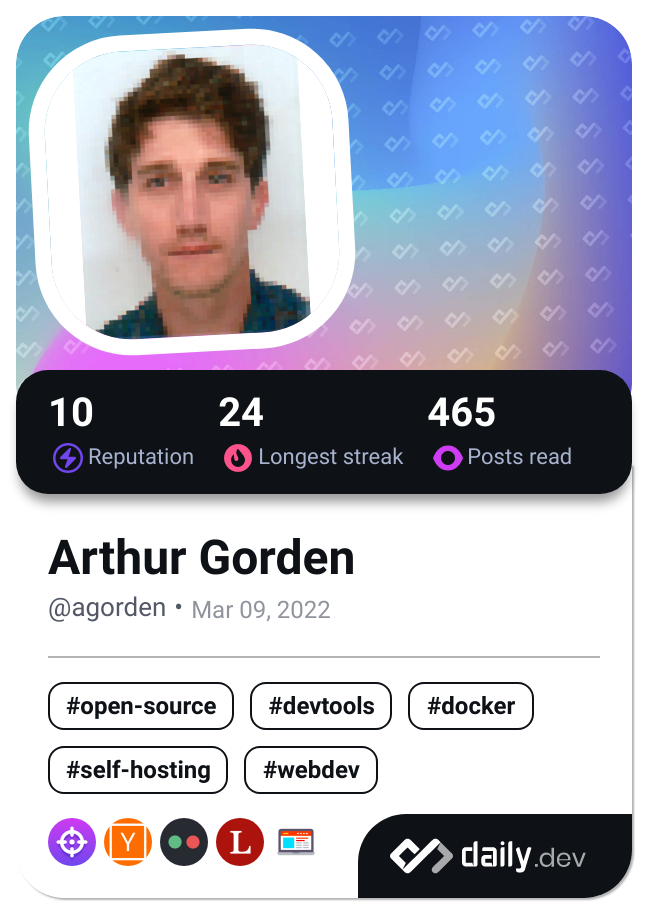 10 24 465
Reputation Longest streak Posts read
Arthur Gorden
@agorden • Mar 09, 2022
#open-source #devtools #docker
#self-hosting #webdev
Y L
daily.dev